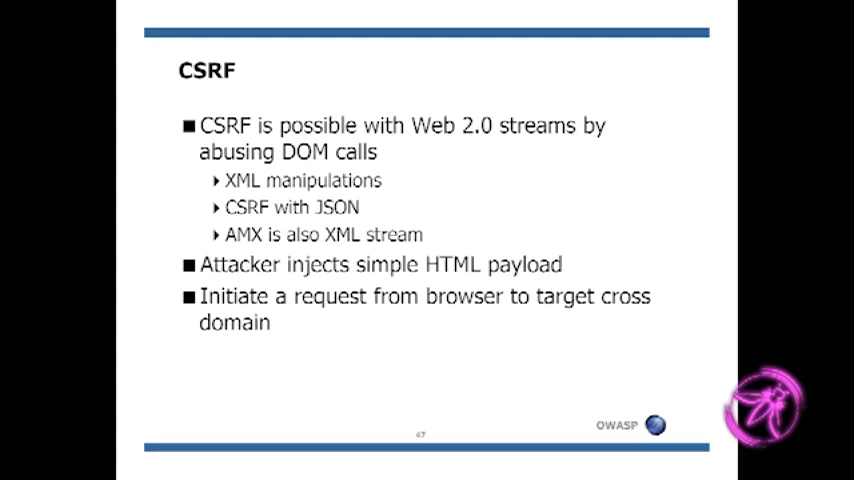 CSRF
CSRF is possible with Web 2.0 streams by
abusing DOM calls
XML manipulations
CSRF with JSON
AMX is also XML stream
Attacker injects simple HTML payload
Initiate a request from browser to target cross
domain
OWASP
47